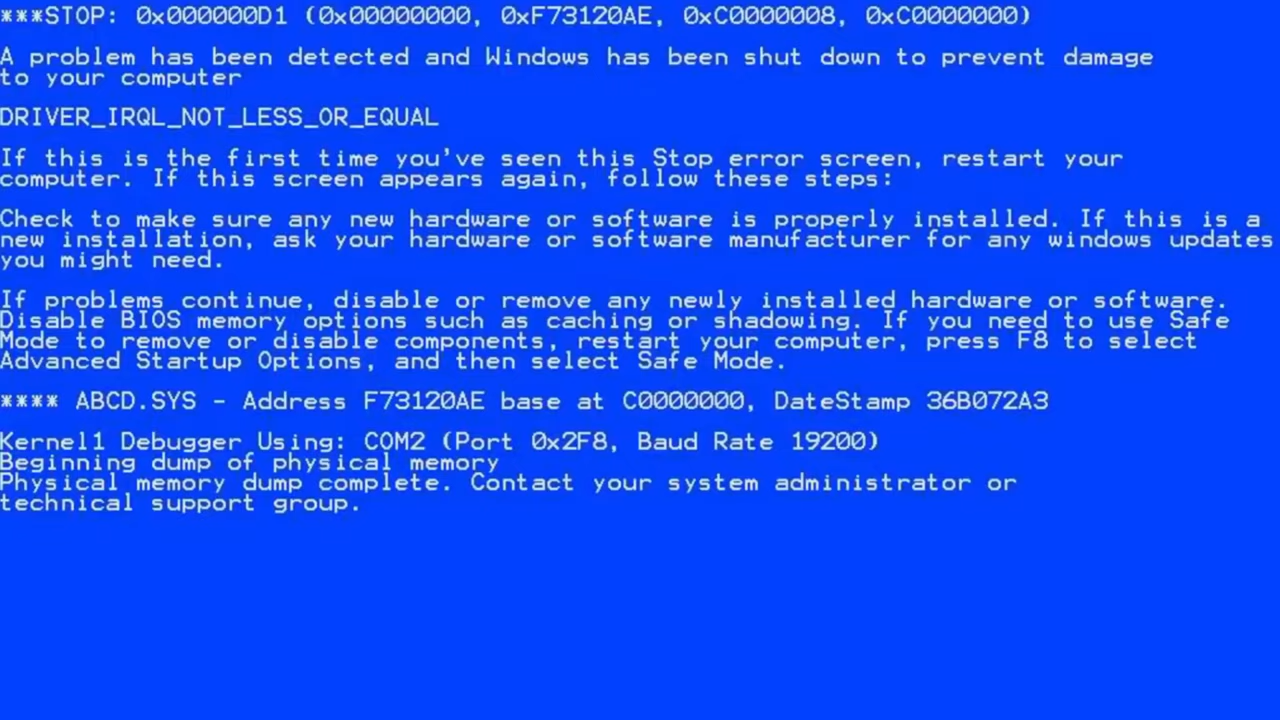 ***STOP: 0x000000D1 (0x00000000, 0xF73120AE, 0xC0000008, 0xC0000000)
A problem has been detected and Windows has been shut down to prevent damage
to your computer
DRIVER_IRQL_NOT_LESS_OR_EQUAL
If this is the first time you've seen this Stop error screen, restart your
computer. If this screen appears again, follow these steps:
Check to make sure any new hardware or software is properly installed. If this is a
new installation, ask your hardware or software manufacturer for any windows updates
you might need.
If problems continue, disable or remove any newly installed hardware or software.
Disable BIOS memory options such as caching or shadowing. If you need to use Safe
Mode to remove or disable components, restart your computer, press F8 to select
Advanced Startup Options, and then select Safe Mode.
**** ABCD.SYS - Address F73120AE base at C0000000, DateStamp 36B072A3
Kernel1 Debugger Using: COM2 (Port 0x2F8, Baud Rate 19200)
Beginning dump of physical memory
Physical memory dump complete. Contact your system administrator or
technical support group.